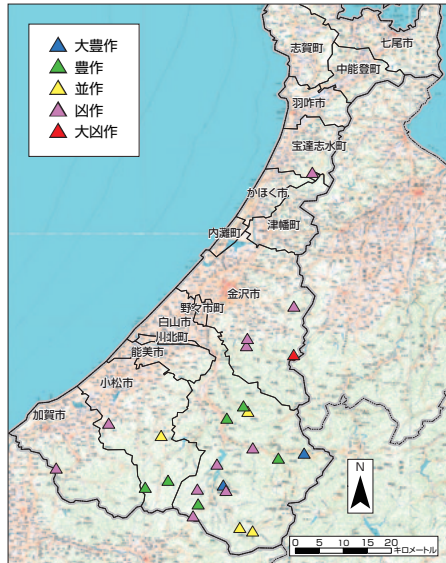 大豊作
豊作
並作
凶作
大凶作
志賀町
七尾市
中能登町
羽咋市
宝達志水町
かほく市
津幡町
内灘町
金沢市
野々市町
白山市
川北町
能美市
小松市
加賀市
N
0 5 10 15 20
キロメートル